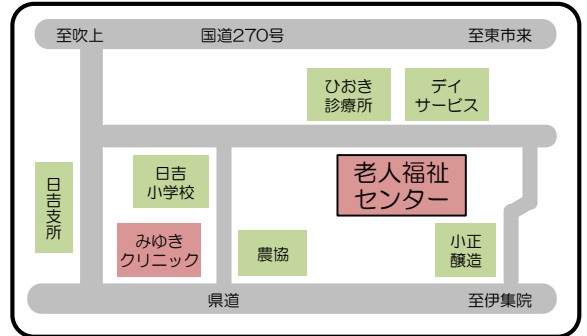 至吹上
国道270号
至東市来
ひおき
診療所
デイ
サービス
日吉
小学校
老人福祉
センター
日吉支所
みゆき
クリニック
農協
小正
醸造
県道
至伊集院